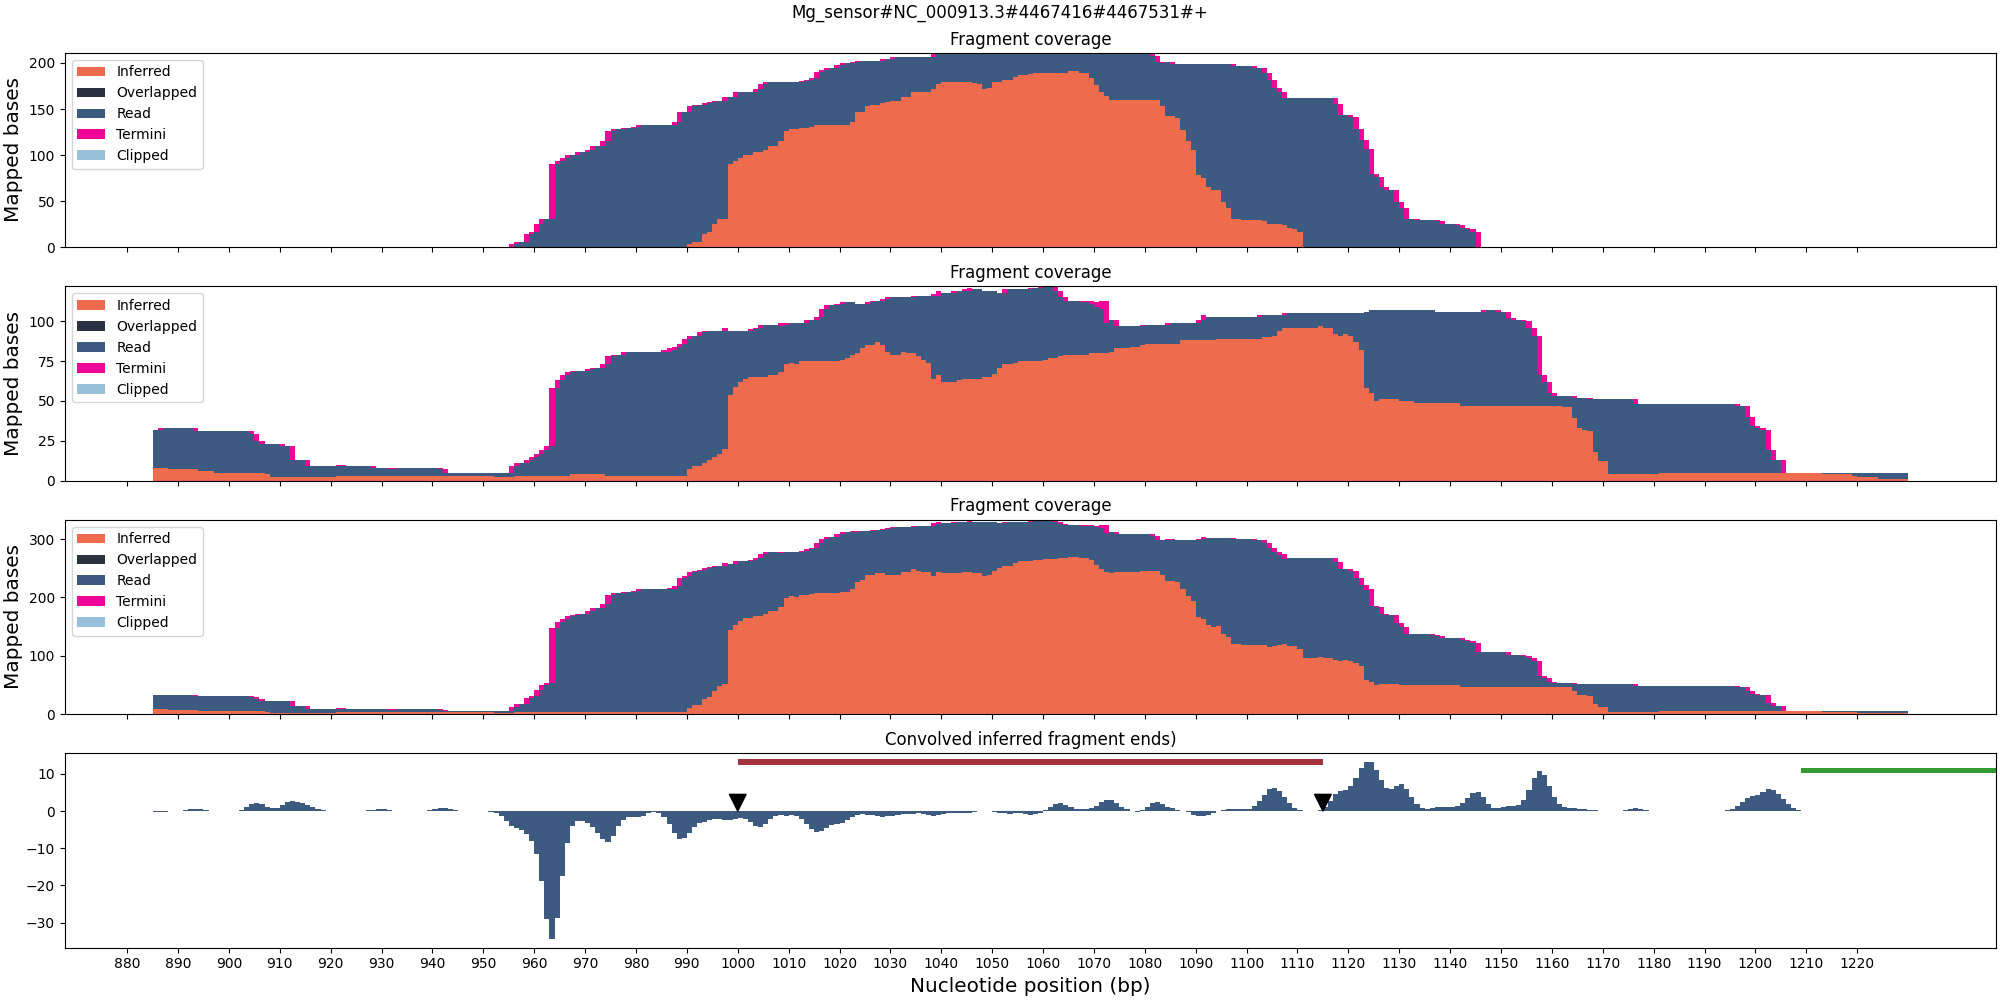 Mg_sensor#NC_000913.3#4467416#4467531#+
Fragment coverage
Mapped bases
200
150
100
50
0
Inferred
Overlapped
Read
Termini
Clipped
Fragment coverage
Mapped bases
100
75
50
25
0
Inferred
Overlapped
Read
Termini
Clipped
Fragment coverage
Mapped bases
300
200
100
0
Inferred
Overlapped
Read
Termini
Clipped
Convolved inferred fragment ends)
10
0
−10
−20
−30
880 890 900 910 920 930 940 950 960 970 980 990 1000 1010 1020 1030 1040 1050 1060 1070 1080 1090 1100 1110 1120 1130 1140 1150 1160 1170 1180 1190 1200 1210 1220
Nucleotide position (bp)